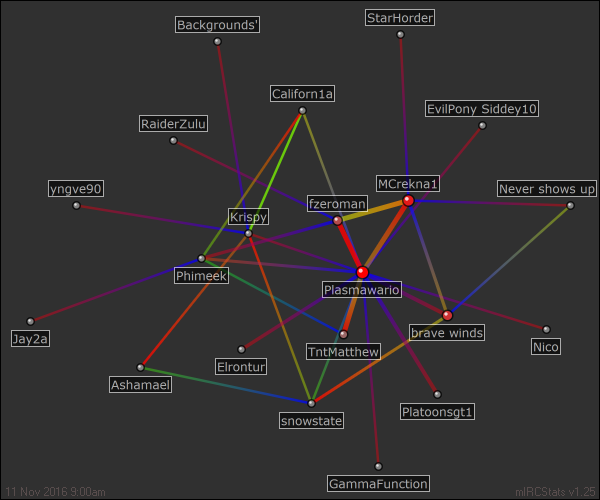 StarHorder
Backgrounds'
Californ1a
EvilPony Siddey10
RaiderZulu
MCrekna1
yngve90
fzeroman
Never shows up
Krispy
Phimeek
Plasmawario
brave winds
Jay2a
Nico
TntMatthew
Elrontur
Ashamael
Platoonsgt1
snowstate
GammaFunction
11 Nov 2016 9:00am
mIRCStats v1.25